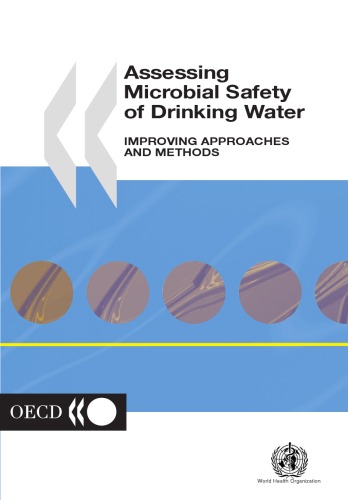 Assessing
Microbial Safety
of Drinking Water
IMPROVING APPROACHES
AND METHODS
OECD
World Health Organization